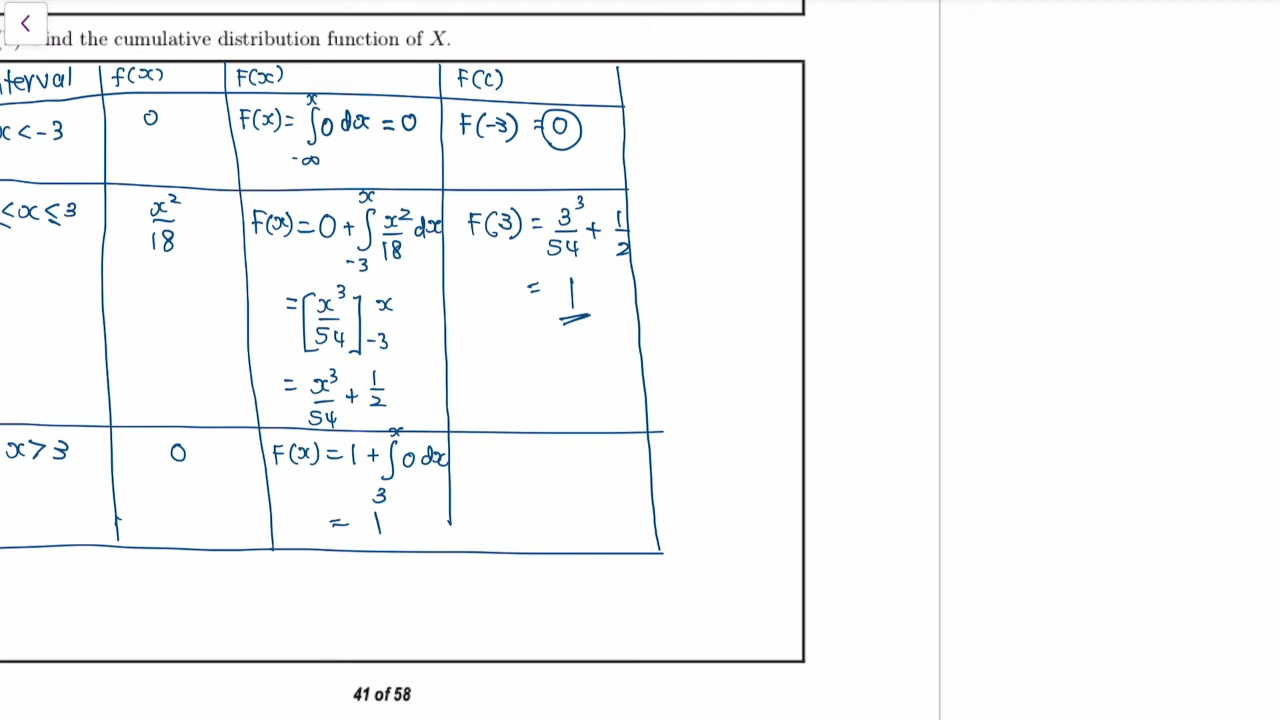 ind the cumulative distribution function of X.
terval f(x) F(x) F(c)
x < -3 0 F(x) = ∫_{-∞}^{x} 0 dx = 0 F(-3) = 0
≤ x ≤ 3 x²/18 F(x) = 0 + ∫_{-3}^{x} x²/18 dx F(3) = 3³/54 + 1/2
= [x³/54]_{-3}^{x} = 1
= x³/54 + 1/2
x > 3 0 F(x) = 1 + ∫_{3}^{x} 0 dx
= 1
41 of 58